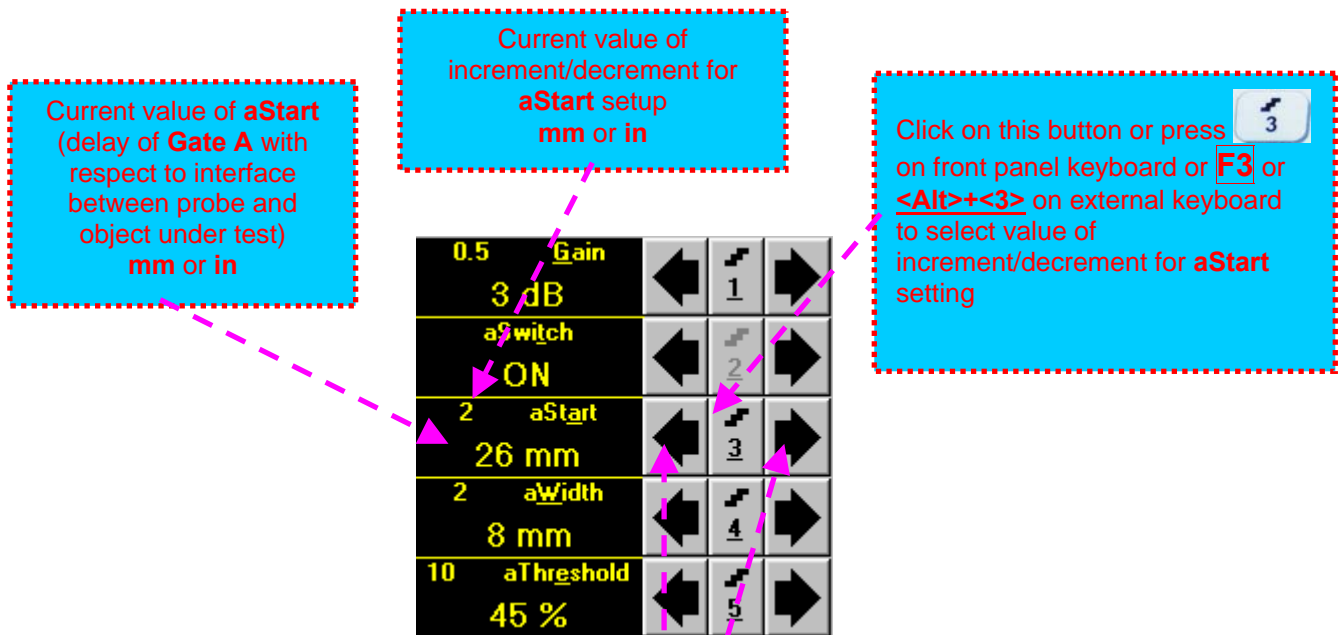 Current value of
increment/decrement for
aStart setup
mm or in
Current value of aStart
(delay of Gate A with
respect to interface
between probe and
object under test)
mm or in
Click on this button or press 3
on front panel keyboard or F3 or
<Alt>+<3> on external keyboard
to select value of
increment/decrement for aStart
setting
0.5 Gain
3 dB
1
aSwitch
ON
2
2 aStart
26 mm
3
2 aWidth
8 mm
4
10 aThreshold
45 %
5